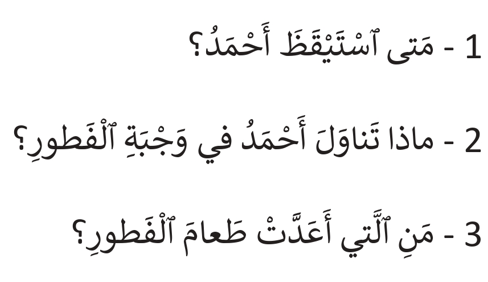 1 - مَتى ٱسْتَيْقَظَ أَحْمَدُ؟
2 - ماذا تَناوَلَ أَحْمَدُ في وَجْبَةِ ٱلْفَطورِ؟
3 - مَنِ ٱلَّتي أَعَدَّتْ طَعامَ ٱلْفَطورِ؟